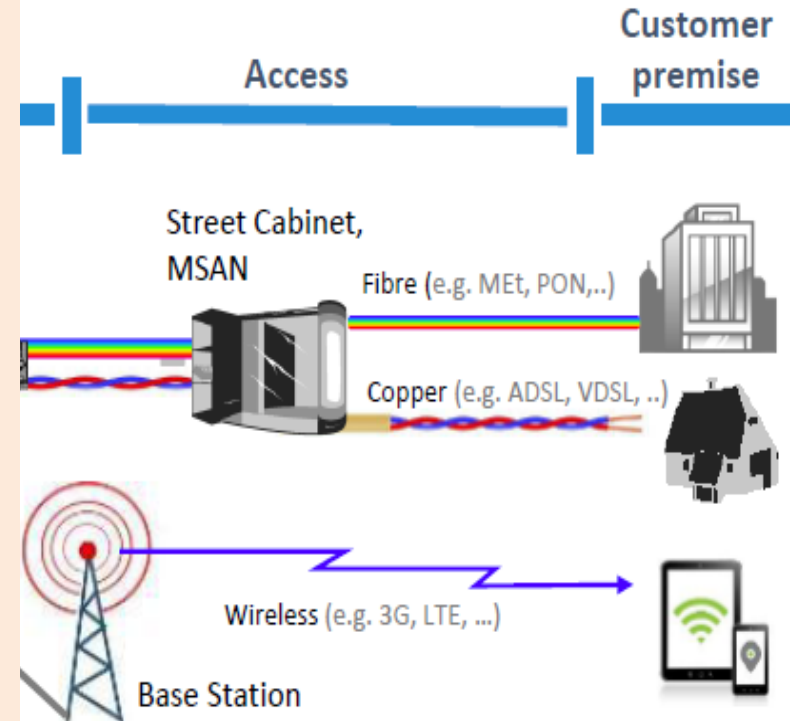 Customer
premise
Access
Street Cabinet,
MSAN
Fibre (e.g. MEt, PON,..)
Copper (e.g. ADSL, VDSL, ..)
Wireless (e.g. 3G, LTE, ...)
Base Station